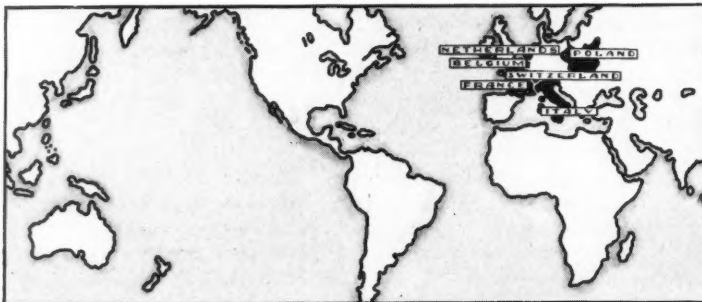 NETHERLANDS
POLAND
BELGIUM
SWITZERLAND
FRANCE
ITALY